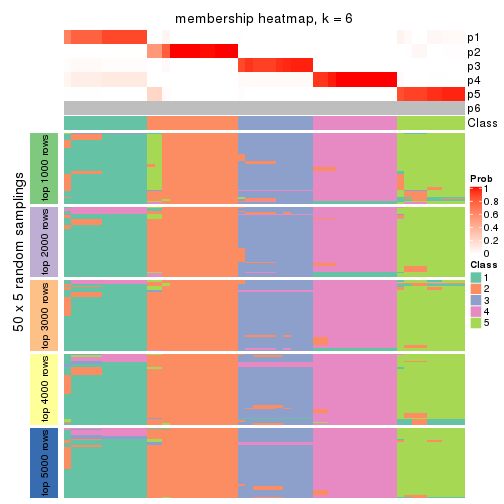 membership heatmap, k = 6
p1
p2
p3
p4
p5
p6
Class
50 x 5 random samplings
top 1000 rows
top 2000 rows
top 3000 rows
top 4000 rows
top 5000 rows
Prob
1
0.8
0.6
0.4
0.2
0
Class
1
2
3
4
5